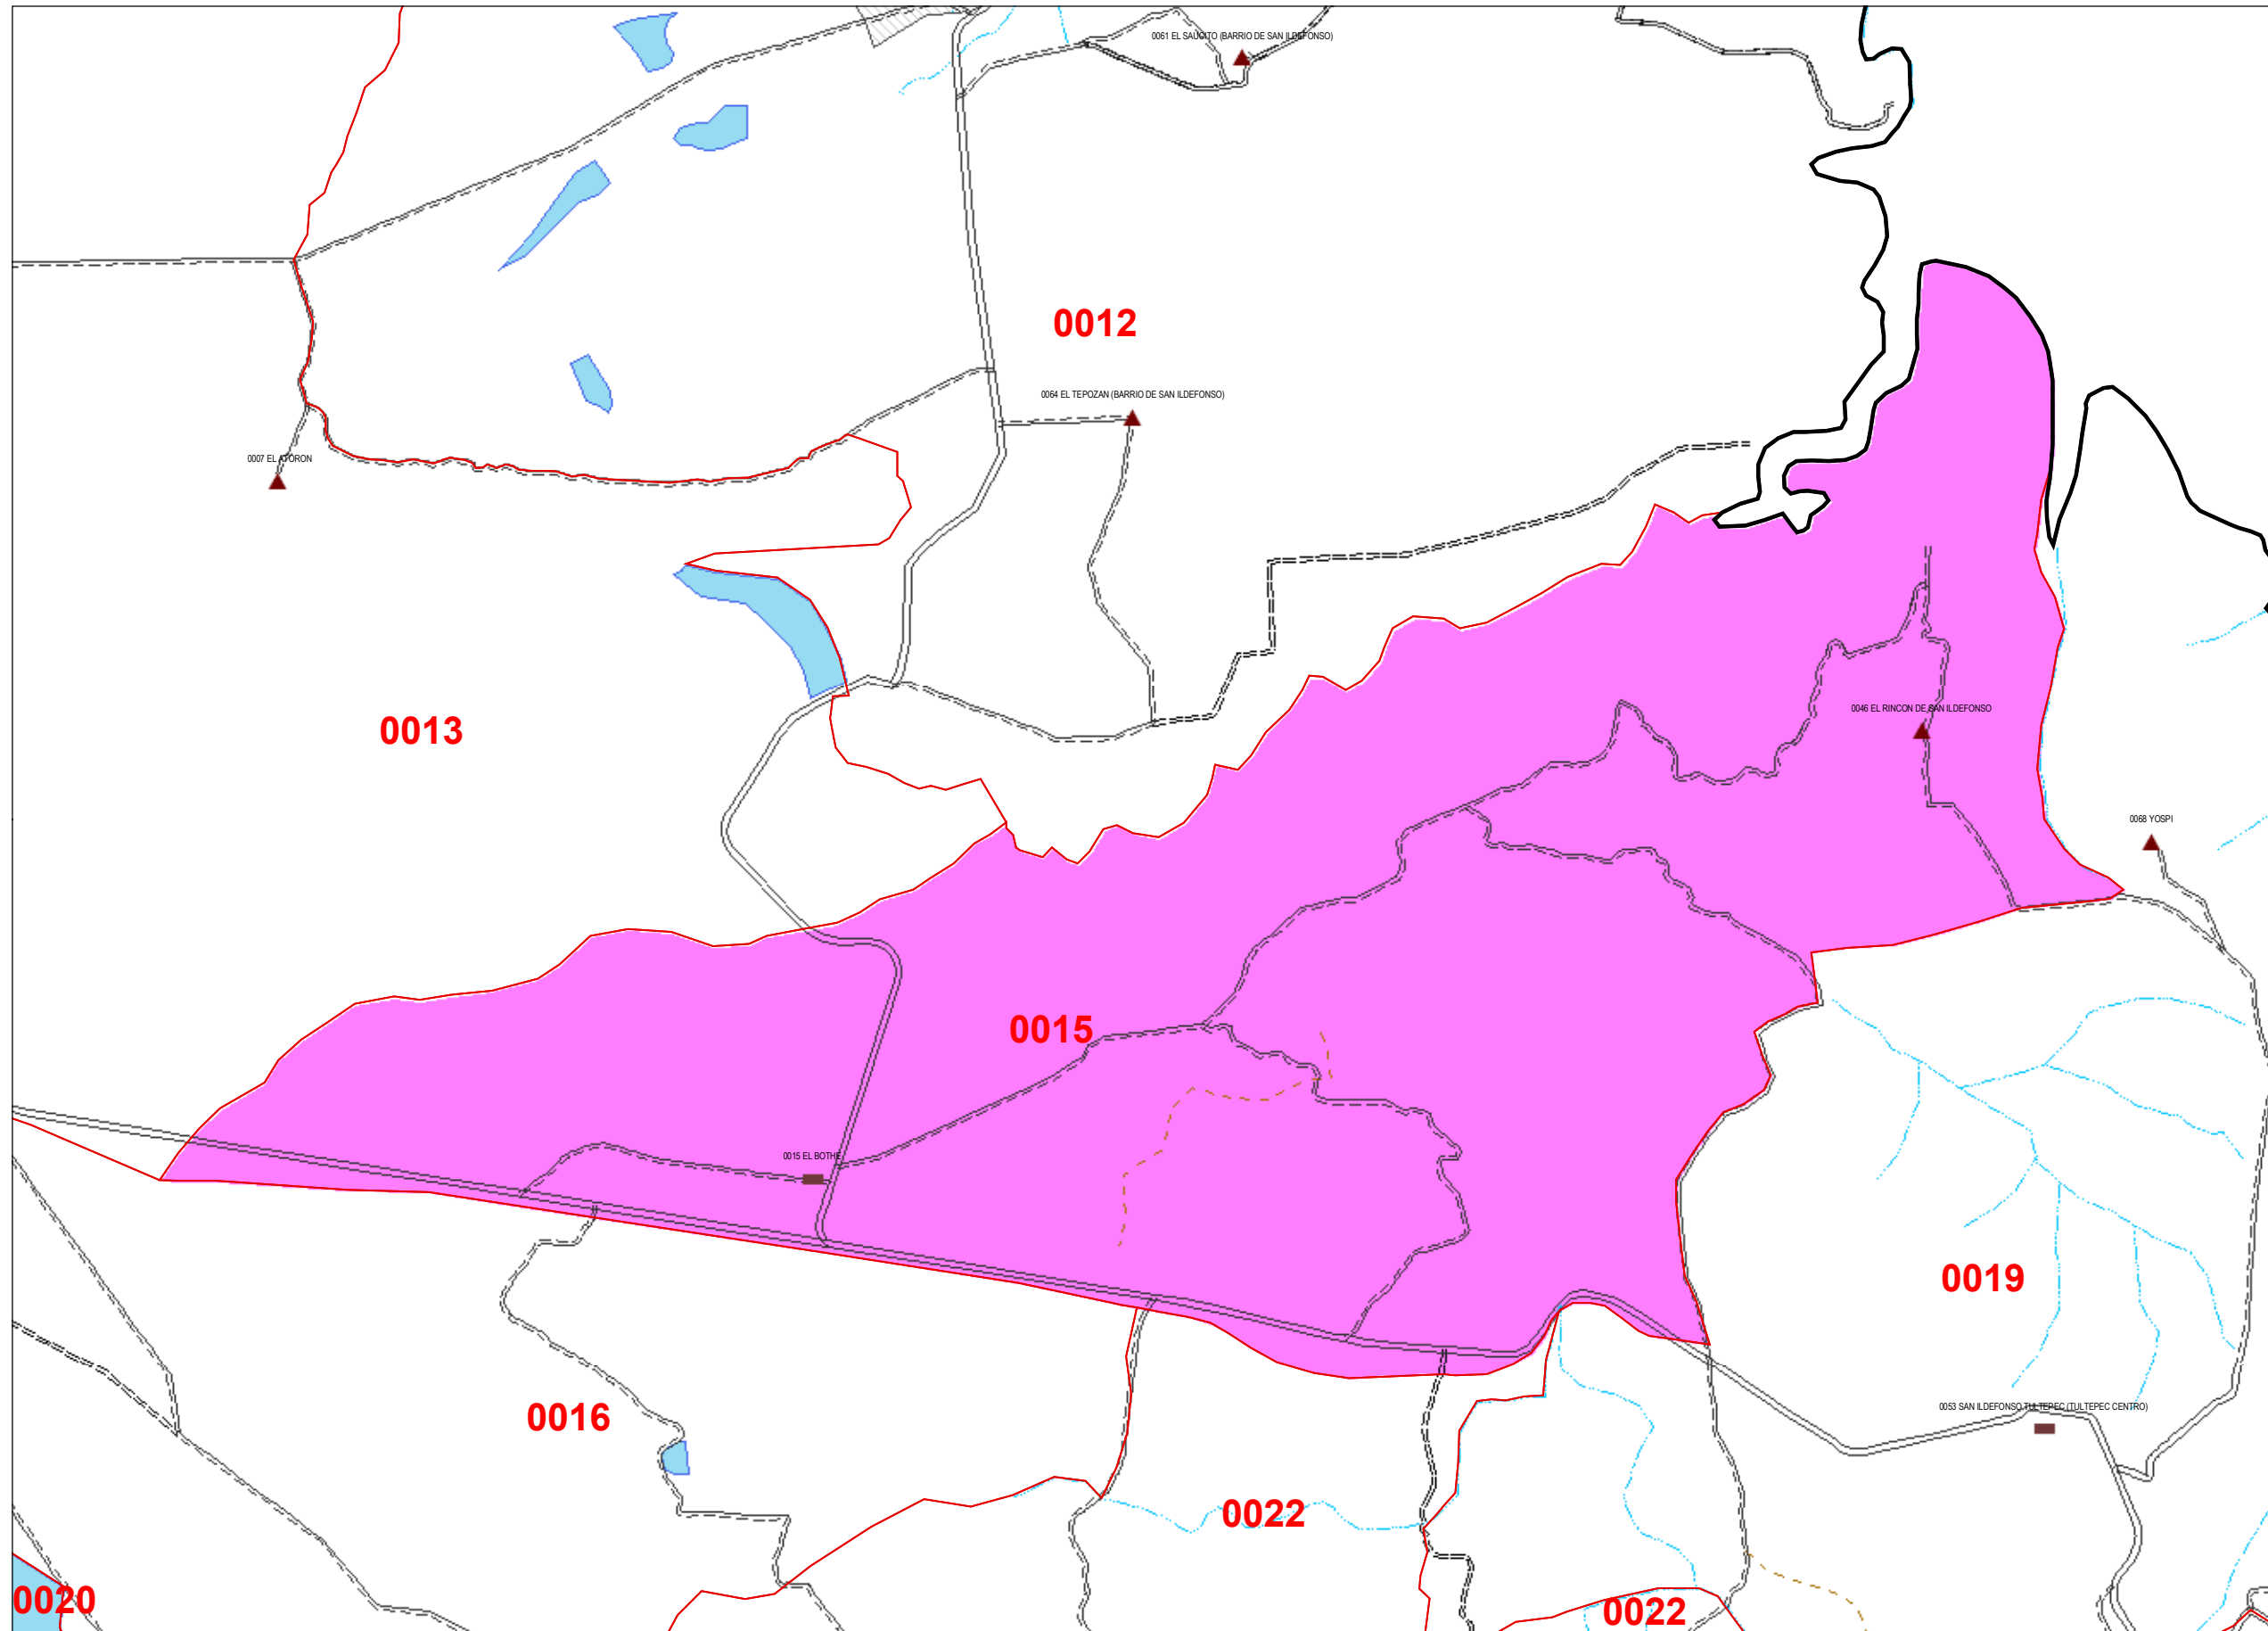 0061 EL SAUCITO (BARRIO DE SAN ILDEFONSO)
0012
0064 EL TEPOZAN (BARRIO DE SAN ILDEFONSO)
0007 EL ATORON
0013
0046 EL RINCON DE SAN ILDEFONSO
0068 YOSPI
0015
0015 EL BOTHE
0019
0016
0053 SAN ILDEFONSO TULTEPEC (TULTEPEC CENTRO)
0022
0020
0022